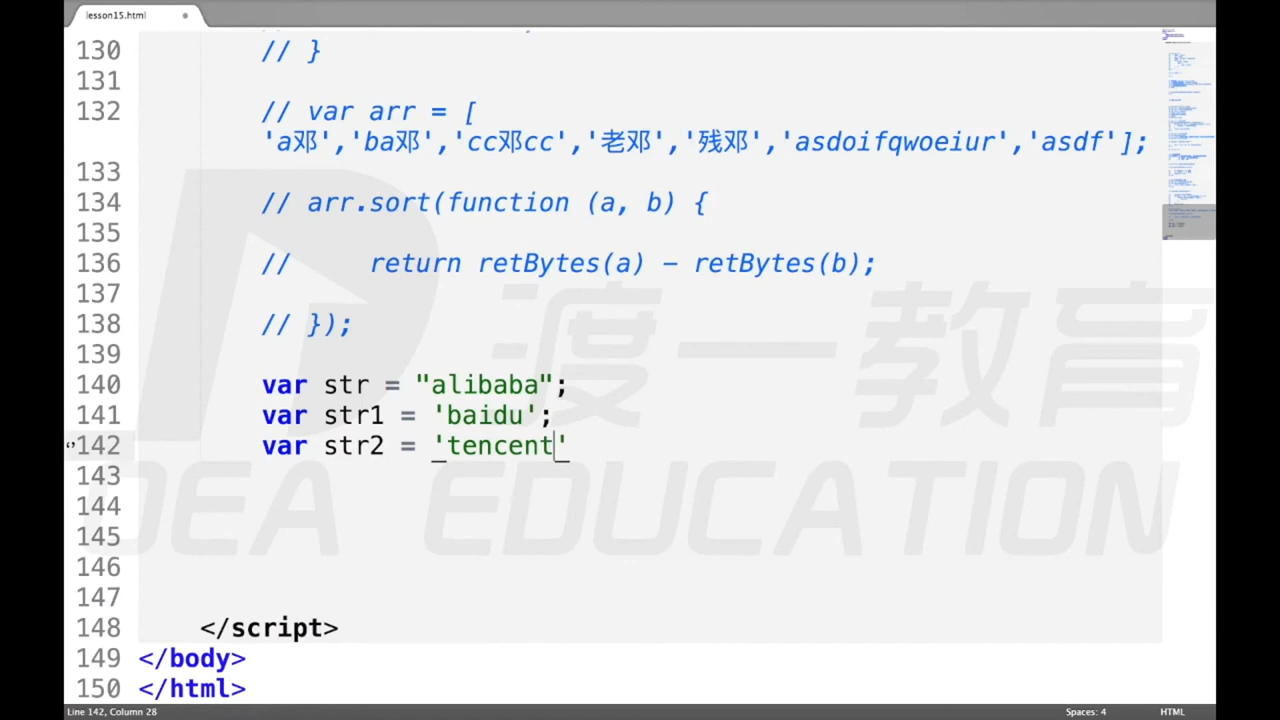 lesson15.html
130 // }
131
132 // var arr = [
'a邓','ba邓','cc邓cc','老邓','残邓','asdoifqwoeiur','asdf'];
133
134 // arr.sort(function (a, b) {
135
136 // return retBytes(a) - retBytes(b);
137
138 // });
139
140 var str = "alibaba";
141 var str1 = 'baidu';
142 var str2 = 'tencent'
143
144
145
146
147
148 </script>
149 </body>
150 </html>
渡一教育
DEA EDUCATION
Line 142, Column 28
Spaces: 4
HTML